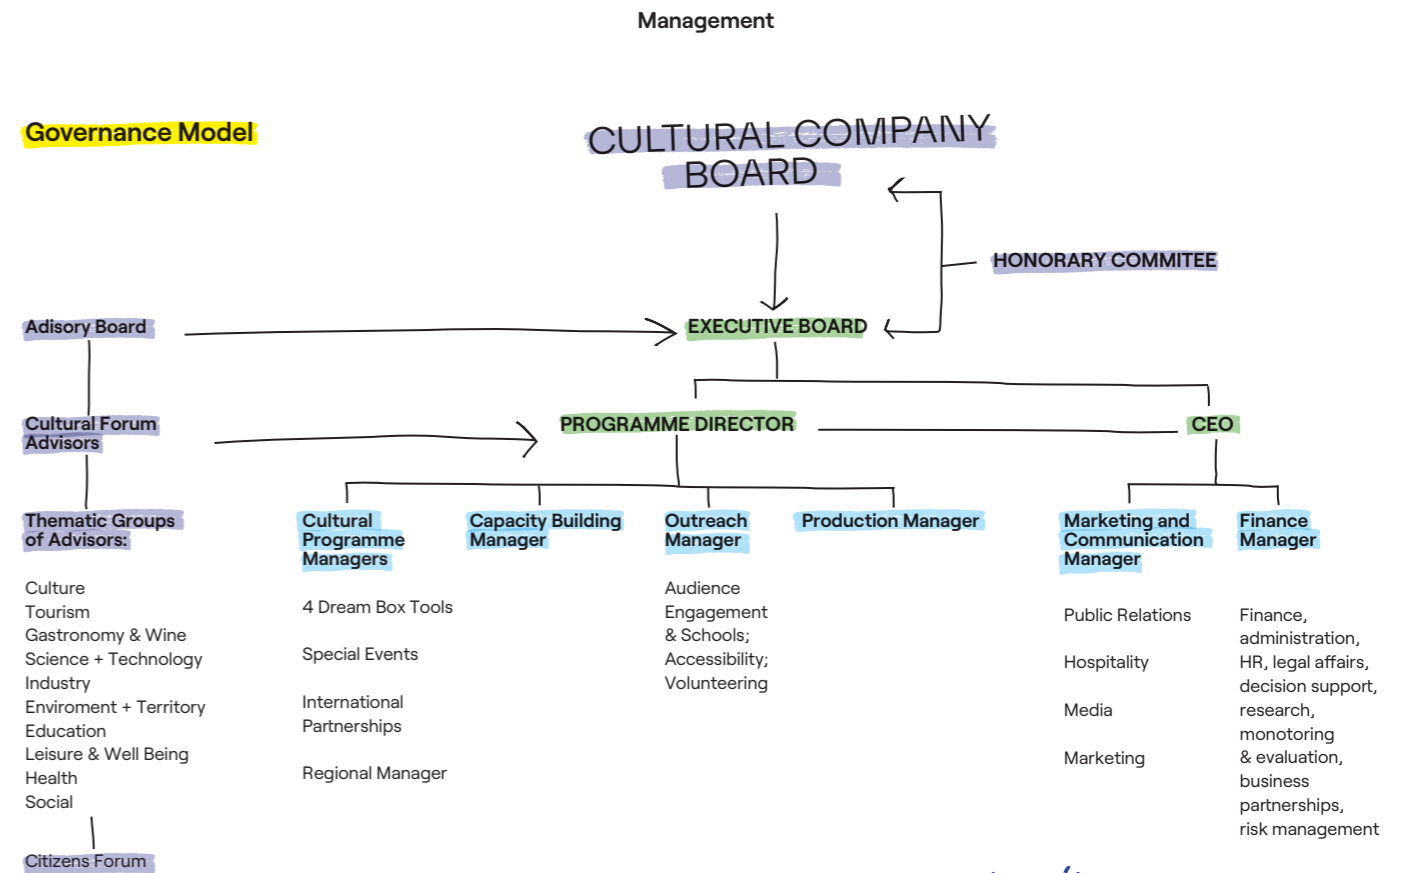 Management
Governance Model
CULTURAL COMPANY
BOARD
HONORARY COMMITEE
Adisory Board
EXECUTIVE BOARD
Cultural Forum
Advisors
PROGRAMME DIRECTOR
CEO
Thematic Groups
of Advisors:
Culture
Tourism
Gastronomy & Wine
Science + Technology
Industry
Enviroment + Territory
Education
Leisure & Well Being
Health
Social
Citizens Forum
Cultural
Programme
Managers
4 Dream Box Tools
Special Events
International
Partnerships
Regional Manager
Capacity Building
Manager
Outreach
Manager
Audience
Engagement
& Schools;
Accessibility;
Volunteering
Production Manager
Marketing and
Communication
Manager
Public Relations
Hospitality
Media
Marketing
Finance
Manager
Finance,
administration,
HR, legal affairs,
decision support,
research,
monotoring
& evaluation,
business
partnerships,
risk management